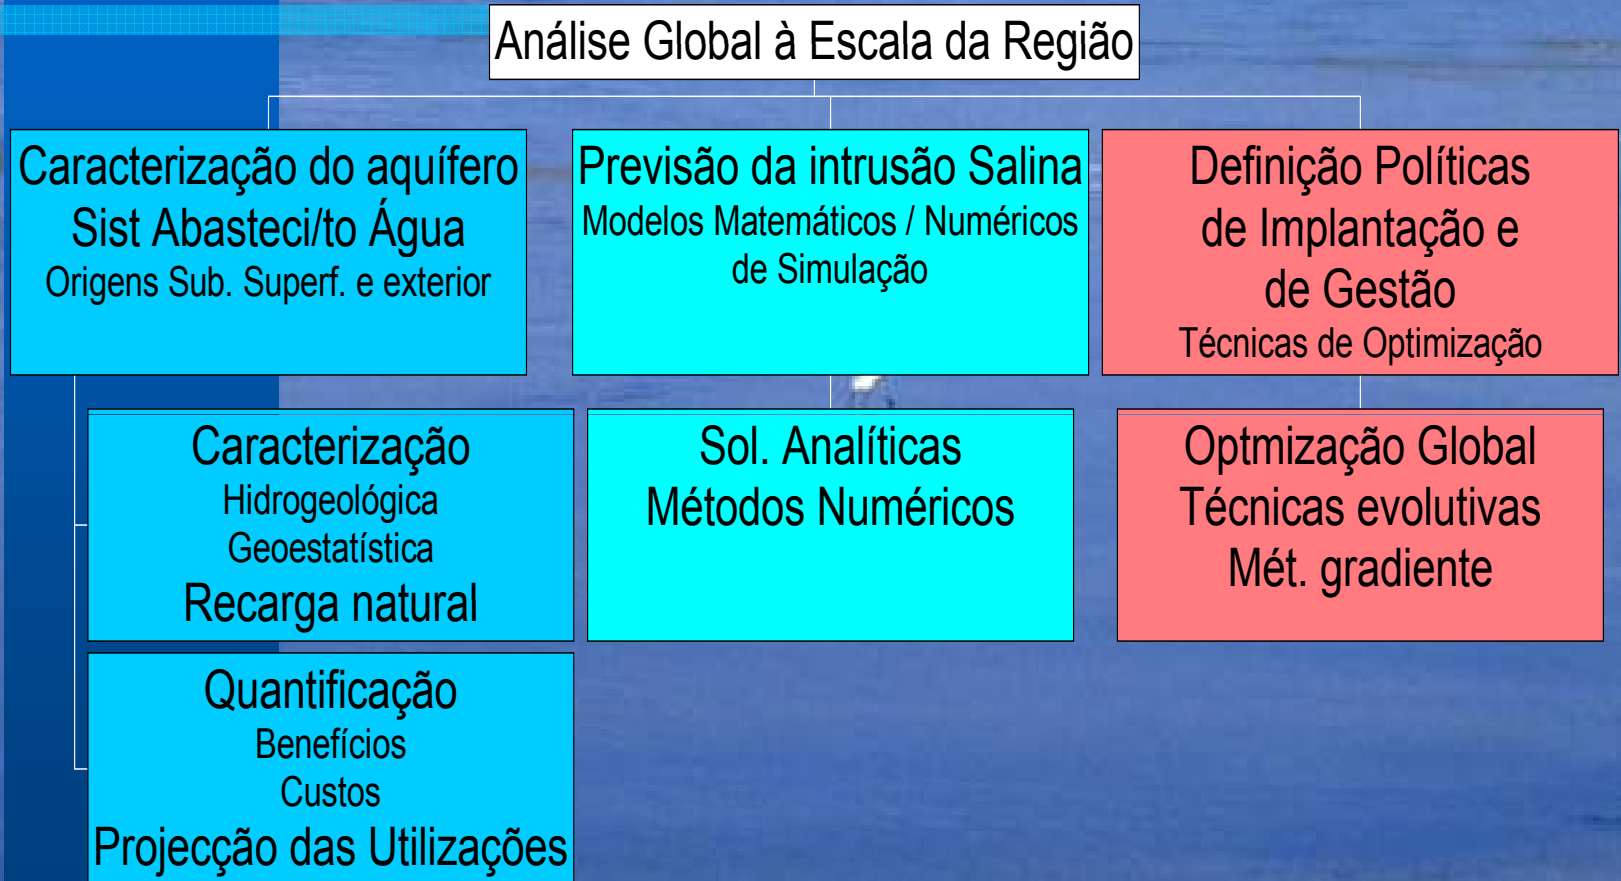 Análise Global à Escala da Região
Caracterização do aquífero
Sist Abasteci/to Água
Origens Sub. Superf. e exterior
Previsão da intrusão Salina
Modelos Matemáticos / Numéricos
de Simulação
Definição Políticas
de Implantação e
de Gestão
Técnicas de Optimização
Caracterização
Hidrogeológica
Geoestatística
Recarga natural
Sol. Analíticas
Métodos Numéricos
Optmização Global
Técnicas evolutivas
Mét. gradiente
Quantificação
Benefícios
Custos
Projecção das Utilizações